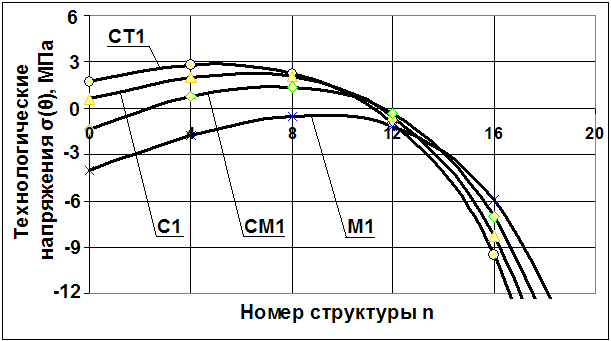 6
3
0
-3
-6
-9
-12
0
4
8
12
16
20
Технологические
напряжения σ(θ), МПа
СТ1
С1
СМ1
М1
Номер структуры n